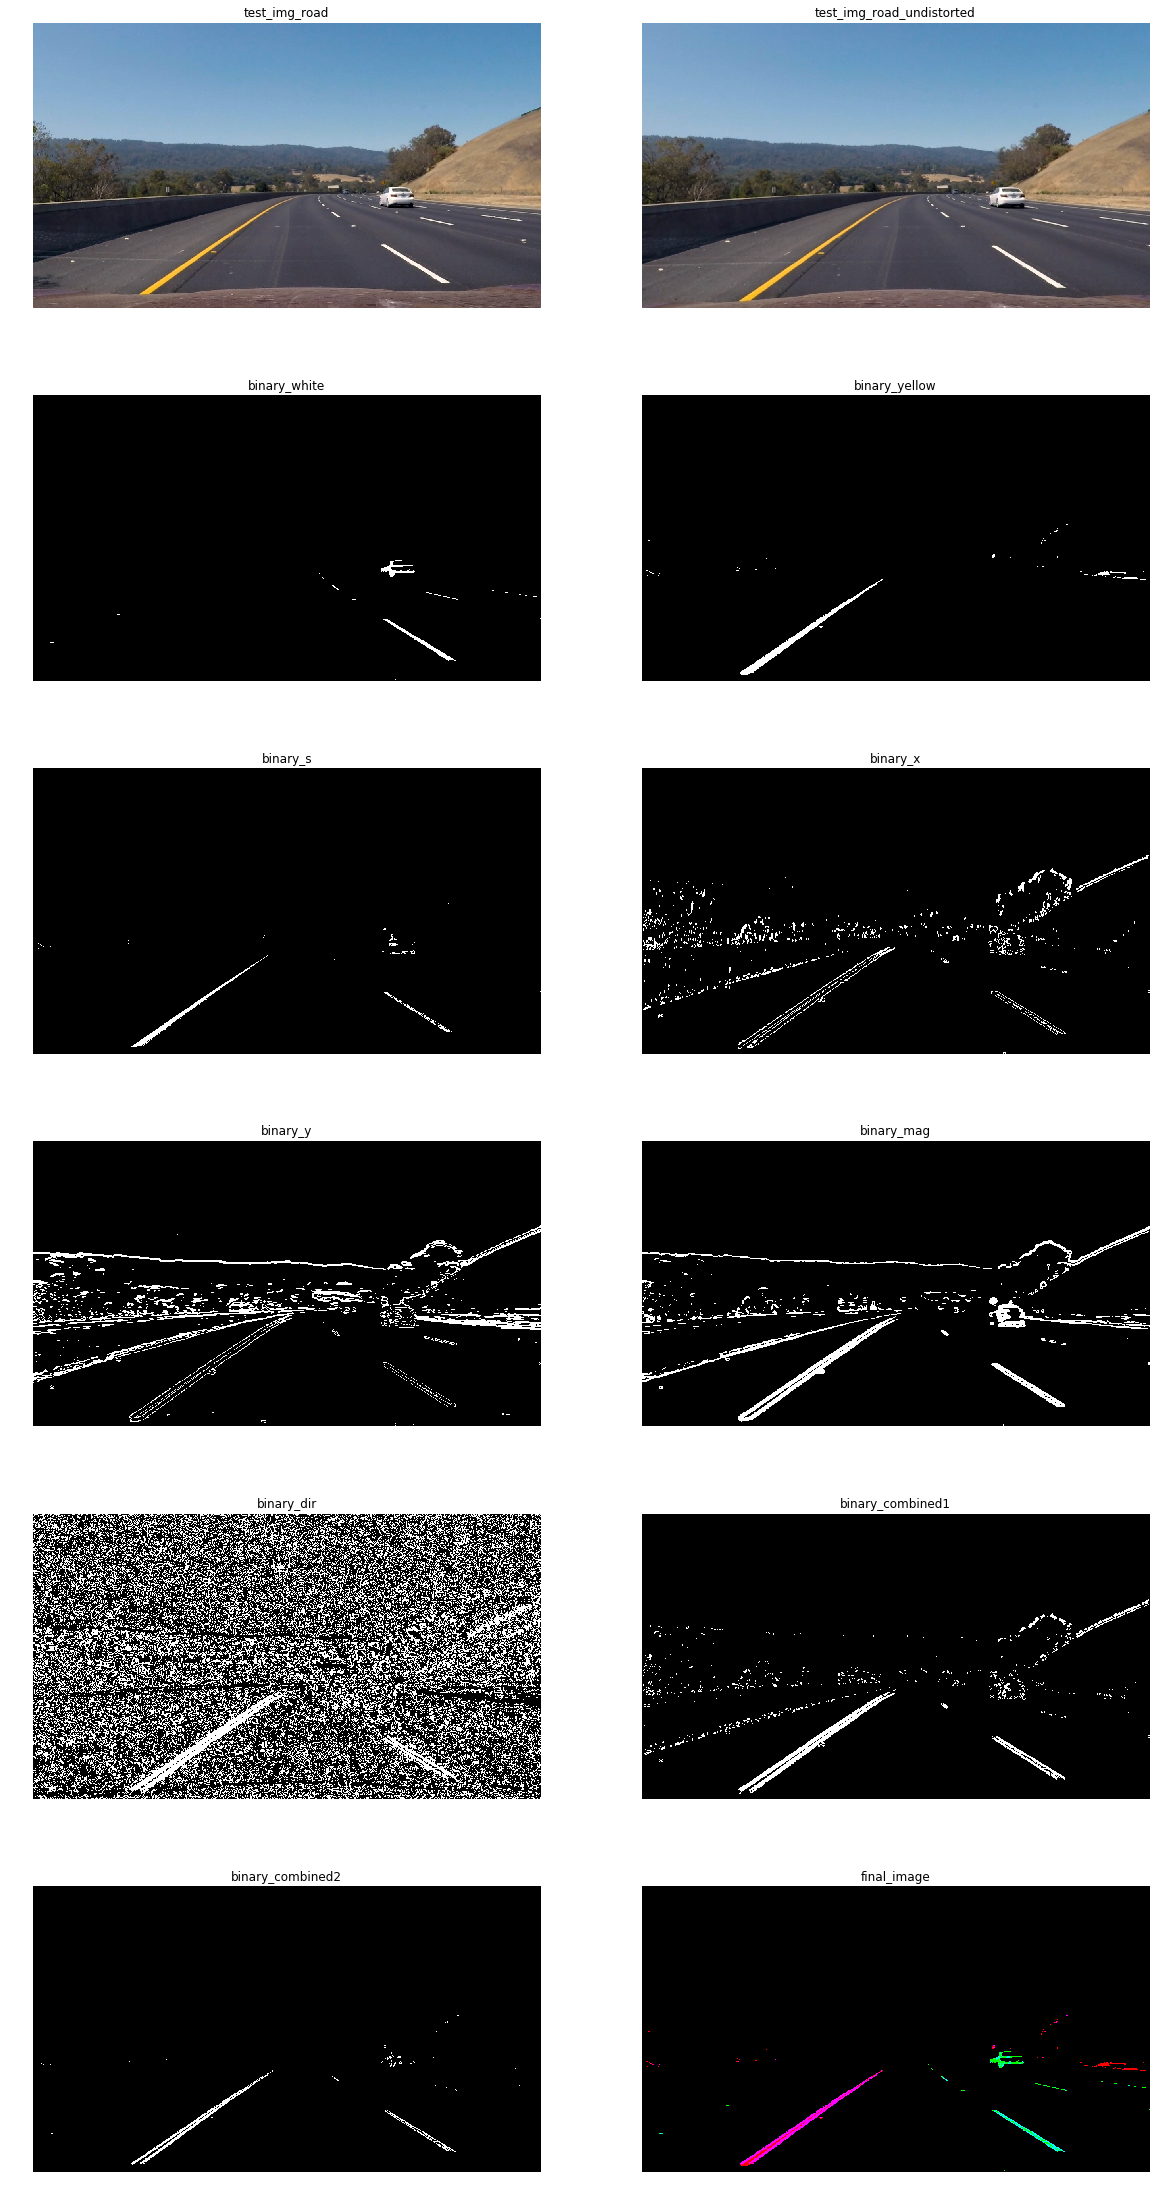 test_img_road
test_img_road_undistorted
binary_white
binary_yellow
binary_s
binary_x
binary_y
binary_mag
binary_dir
binary_combined1
binary_combined2
final_image